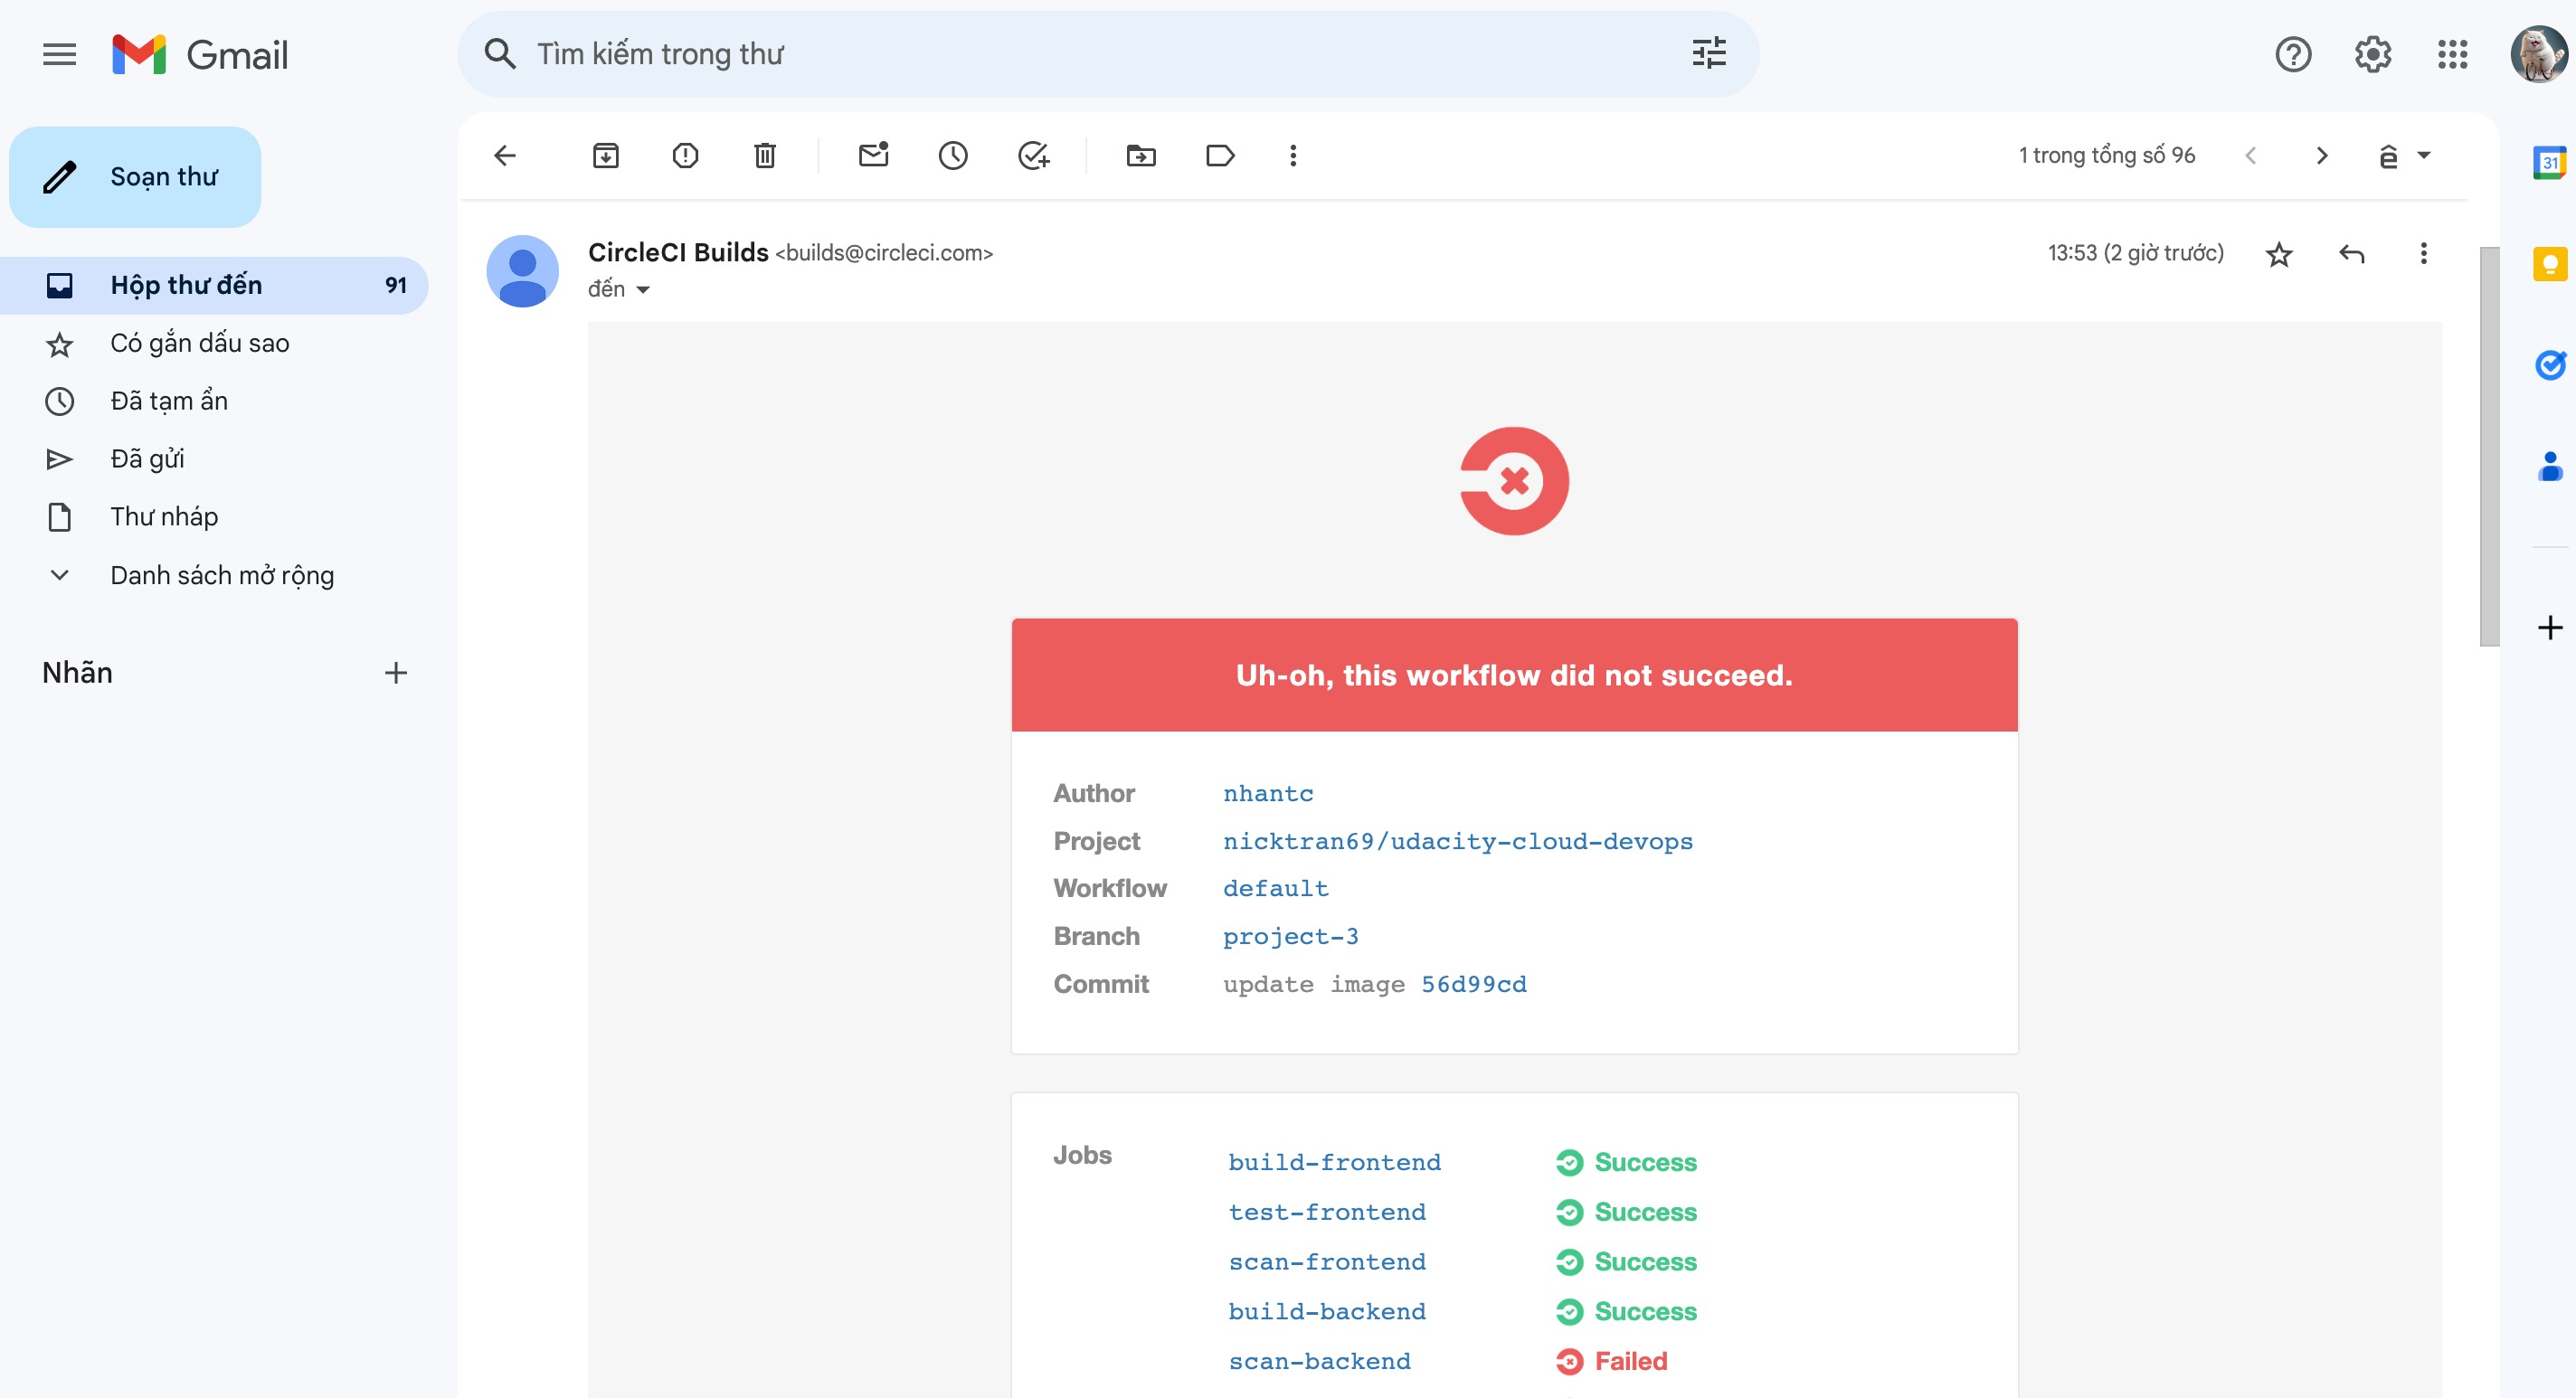 Gmail
Tìm kiếm trong thư
Soạn thư
1 trong tổng số 96
ê
31
Hộp thư đến 91
Có gắn dấu sao
Đã tạm ẩn
Đã gửi
Thư nháp
Danh sách mở rộng
Nhãn
CircleCI Builds <builds@circleci.com>
13:53 (2 giờ trước)
đến
Uh-oh, this workflow did not succeed.
Author nhantc
Project nicktran69/udacity-cloud-devops
Workflow default
Branch project-3
Commit update image 56d99cd
Jobs build-frontend Success
test-frontend Success
scan-frontend Success
build-backend Success
scan-backend Failed